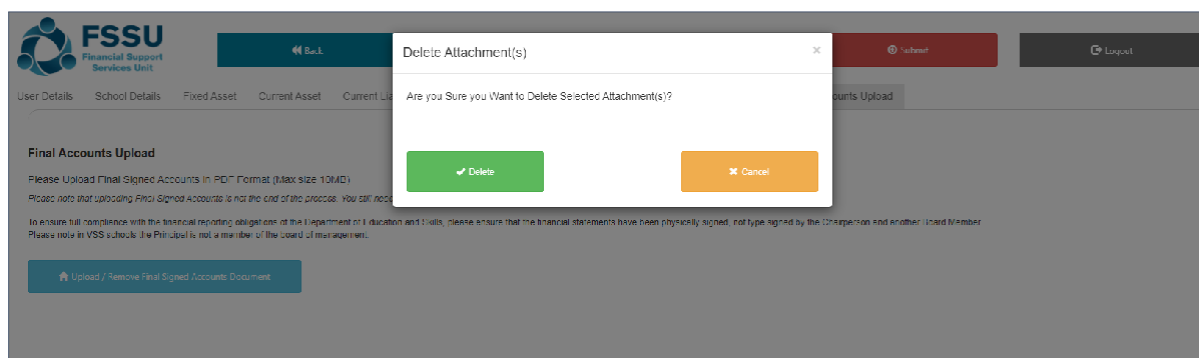 FSSU
Financial Support
Services Unit
Back
Submit
Logout
Delete Attachment(s)
×
User Details School Details Fixed Asset Current Asset Current Lia
Are you Sure you Want to Delete Selected Attachment(s)?
ounts Upload
Delete
Cancel
Final Accounts Upload
Please Upload Final Signed Accounts in PDF Format (Max size 10MB)
Please note that uploading Final Signed Accounts is not the end of the process. You still need
To ensure full compliance with the financial reporting obligations of the Department of Education and Skills, please ensure that the financial statements have been physically signed, not type signed by the Chairperson and another Board Member
Please note in VSS schools the Principal is not a member of the board of management.
Upload / Remove Final Signed Accounts Document